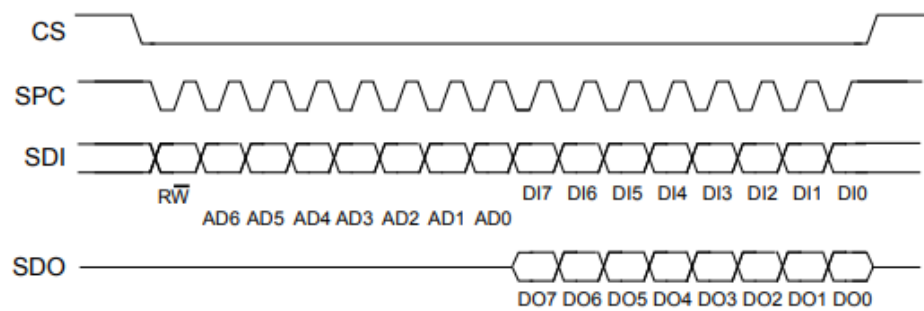 CS
SPC
SDI
RW̅ DI7 DI6 DI5 DI4 DI3 DI2 DI1 DI0
AD6 AD5 AD4 AD3 AD2 AD1 AD0
SDO
DO7 DO6 DO5 DO4 DO3 DO2 DO1 DO0